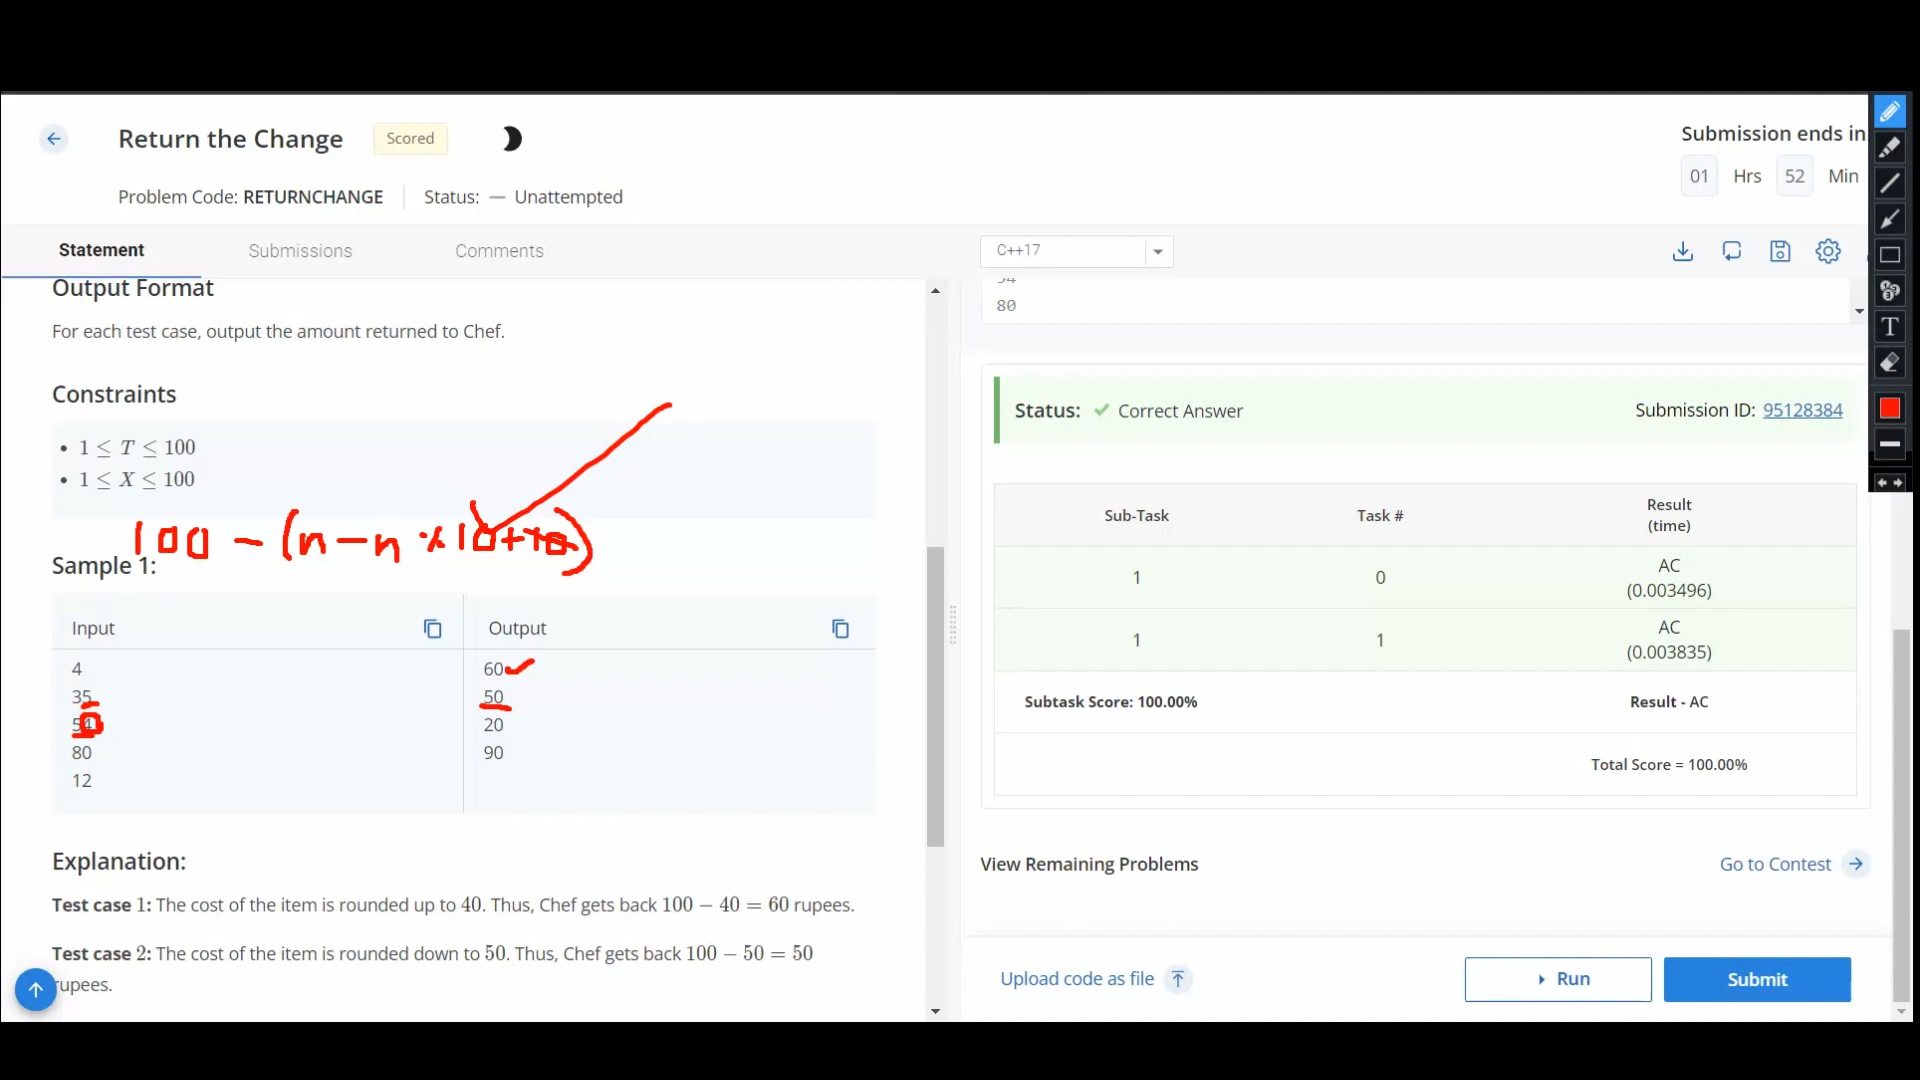 Return the Change Scored
Submission ends in
Problem Code: RETURNCHANGE Status: — Unattempted
01 Hrs 52 Min
Statement Submissions Comments
C++17
Output Format
54
80
For each test case, output the amount returned to Chef.
Constraints
• 1 ≤ T ≤ 100
• 1 ≤ X ≤ 100
100 - (n - n × 10 + 10)
Sample 1:
Input Output
4 60
35 50
54 20
80 90
12
Explanation:
Test case 1: The cost of the item is rounded up to 40. Thus, Chef gets back 100 − 40 = 60 rupees.
Test case 2: The cost of the item is rounded down to 50. Thus, Chef gets back 100 − 50 = 50
rupees.
Status: ✓ Correct Answer Submission ID: 95128384
Sub-Task Task # Result
(time)
1 0 AC
(0.003496)
1 1 AC
(0.003835)
Subtask Score: 100.00% Result - AC
Total Score = 100.00%
View Remaining Problems Go to Contest
Upload code as file Run Submit
T